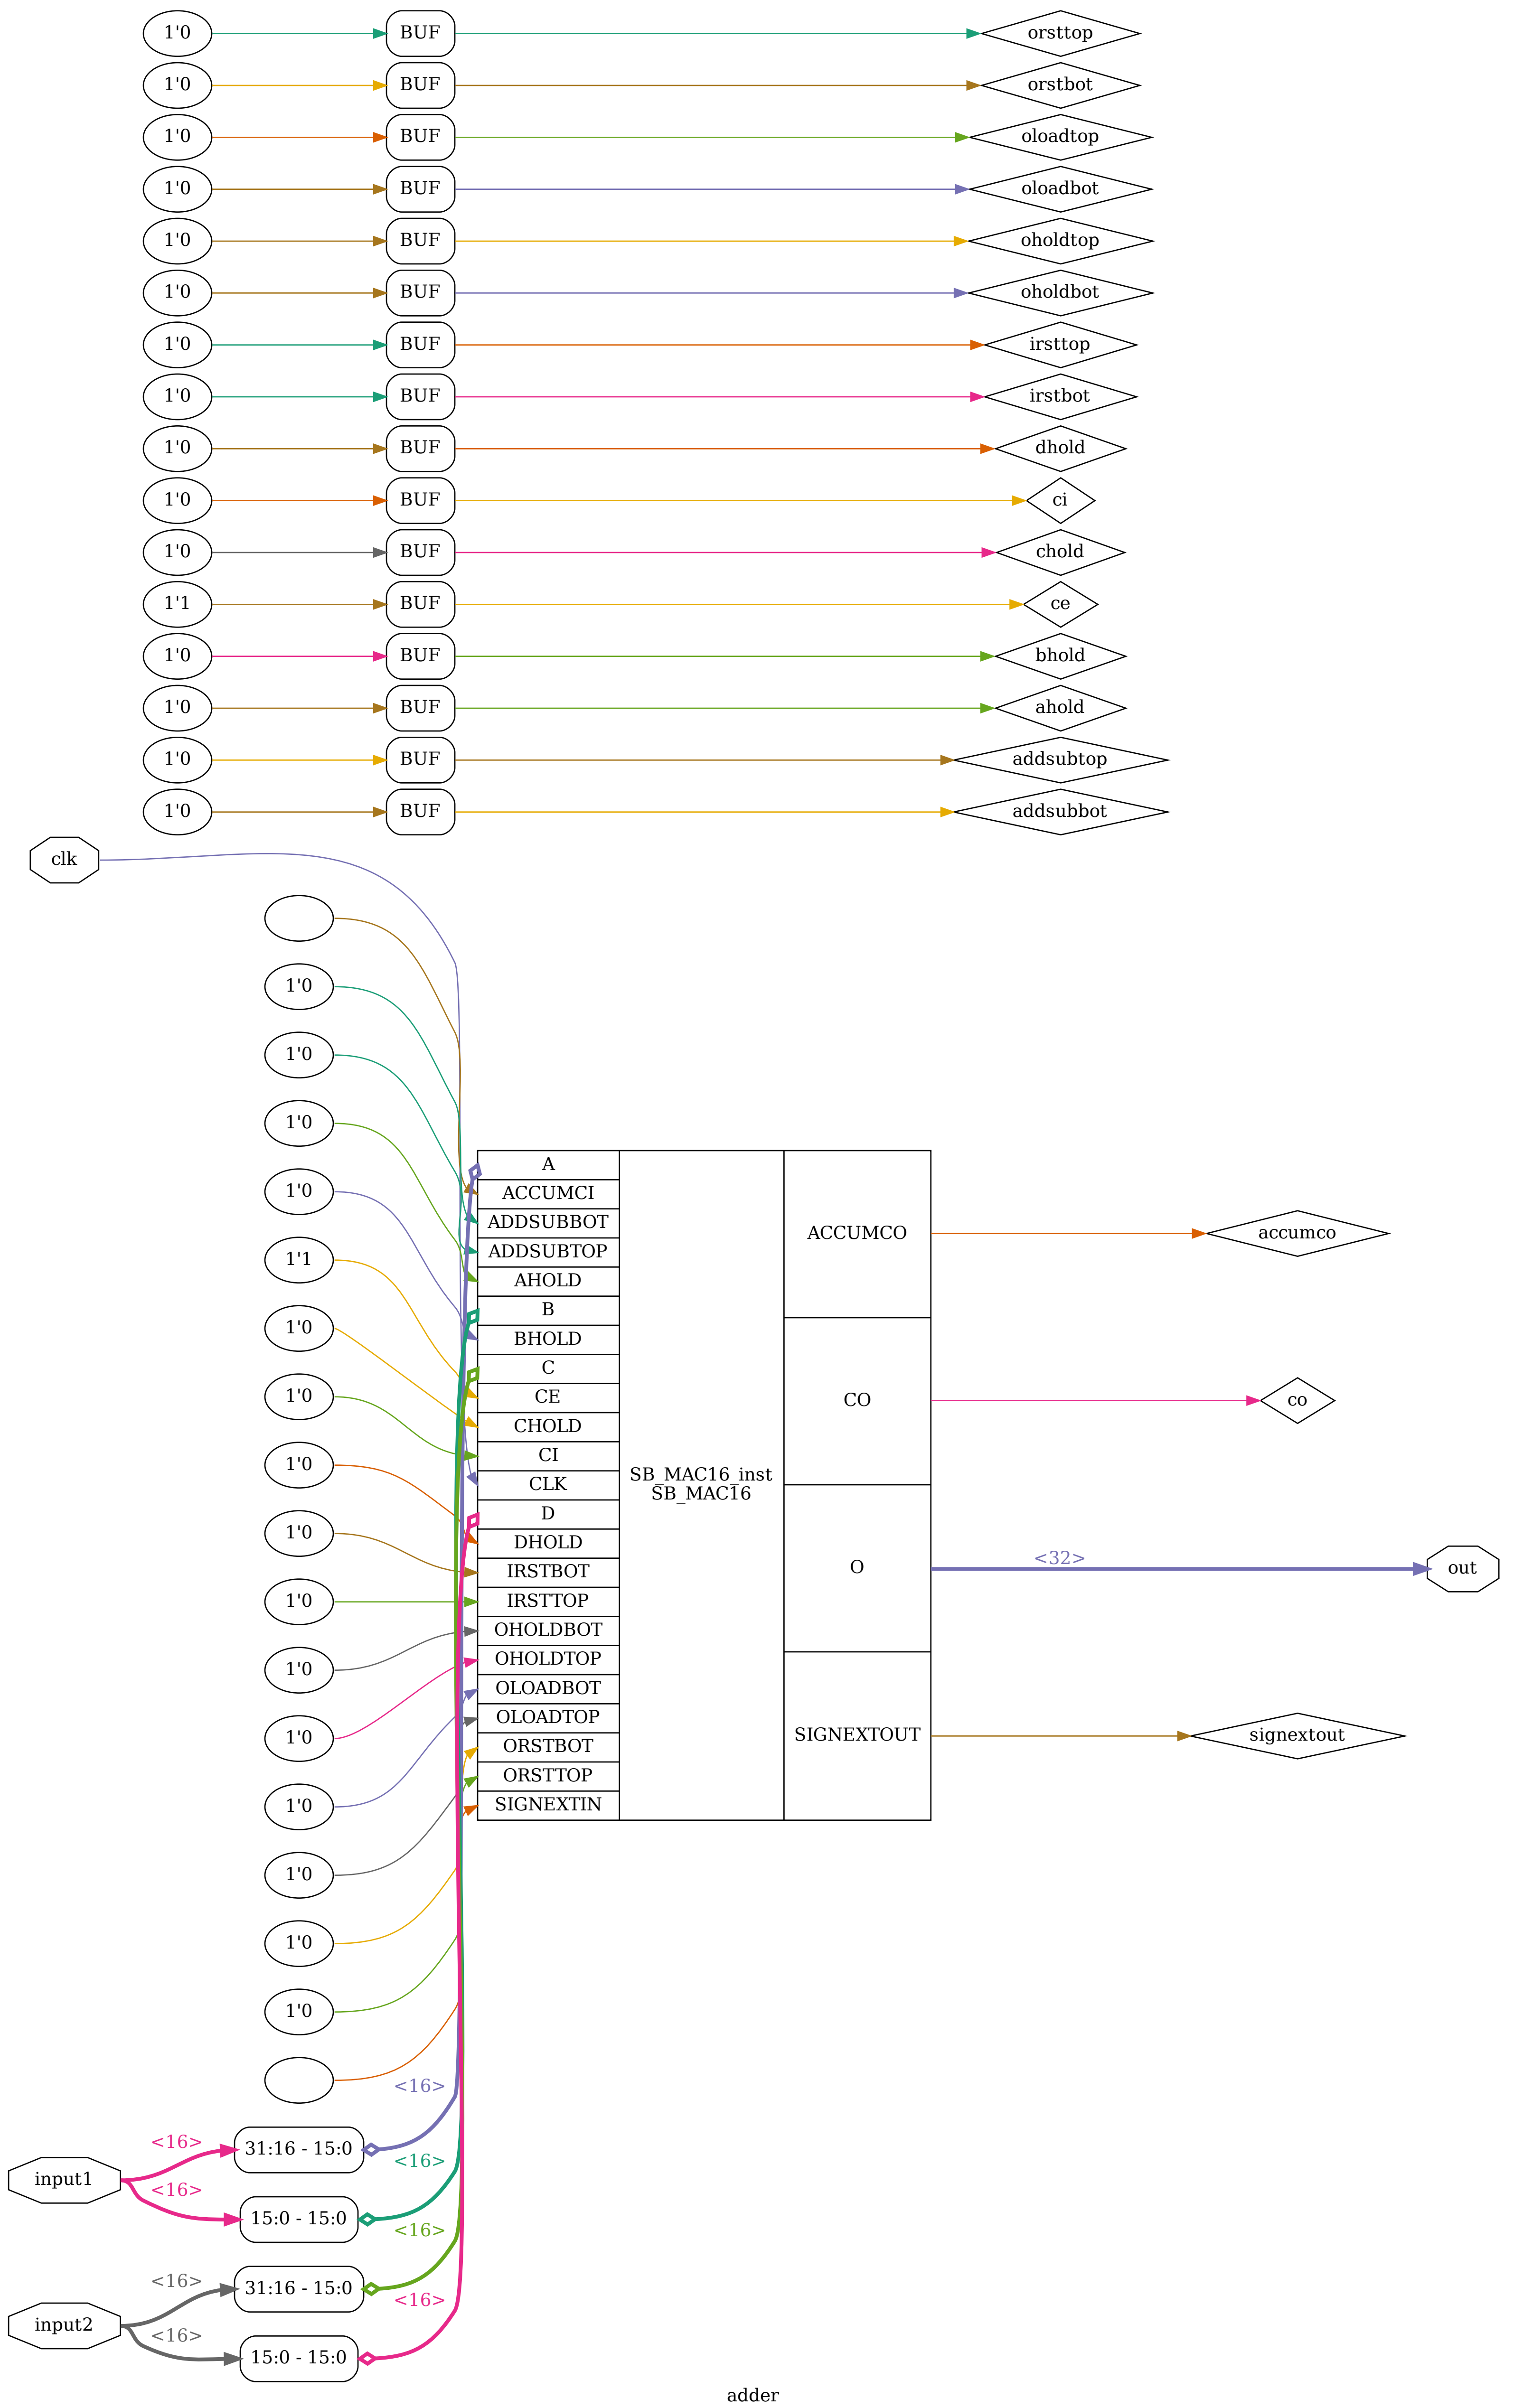 1'0 BUF orsttop
1'0 BUF orstbot
1'0 BUF oloadtop
1'0 BUF oloadbot
1'0 BUF oholdtop
1'0 BUF oholdbot
1'0 BUF irsttop
1'0 BUF irstbot
1'0 BUF dhold
1'0 BUF ci
1'0 BUF chold
1'1 BUF ce
1'0 BUF bhold
1'0 BUF ahold
1'0 BUF addsubtop
1'0 BUF addsubbot
clk
1'0
1'0
1'0
1'0
1'1
1'0
1'0
1'0
1'0
1'0
1'0
1'0
1'0
1'0
1'0
1'0
A
ACCUMCI
ADDSUBBOT
ADDSUBTOP
AHOLD
B
BHOLD
C
CE
CHOLD
CI
CLK
D
DHOLD
IRSTBOT
IRSTTOP
OHOLDBOT
OHOLDTOP
OLOADBOT
OLOADTOP
ORSTBOT
ORSTTOP
SIGNEXTIN
SB_MAC16_inst
SB_MAC16
ACCUMCO
CO
O
SIGNEXTOUT
accumco
co
<32>
out
signextout
input1
<16>
<16>
31:16 - 15:0
15:0 - 15:0
<16>
<16>
input2
<16>
<16>
31:16 - 15:0
15:0 - 15:0
<16>
<16>
adder